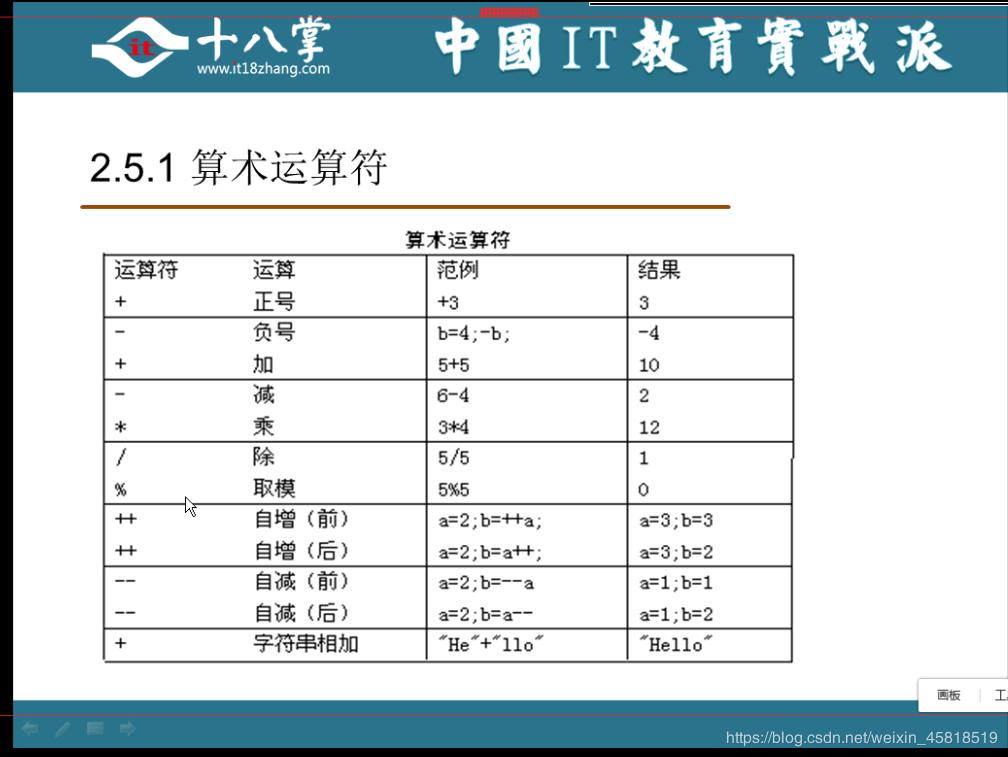 it 十八掌
www.it18zhang.com
中國IT教育實戰派
2.5.1 算术运算符
算术运算符
运算符 运算 范例 结果
+ 正号 +3 3
- 负号 b=4;-b; -4
+ 加 5+5 10
- 减 6-4 2
* 乘 3*4 12
/ 除 5/5 1
% 取模 5%5 0
++ 自增（前） a=2;b=++a; a=3;b=3
++ 自增（后） a=2;b=a++; a=3;b=2
-- 自减（前） a=2;b=--a a=1;b=1
-- 自减（后） a=2;b=a-- a=1;b=2
+ 字符串相加 "He"+"llo" "Hello"
画板
https://blog.csdn.net/weixin_45818519